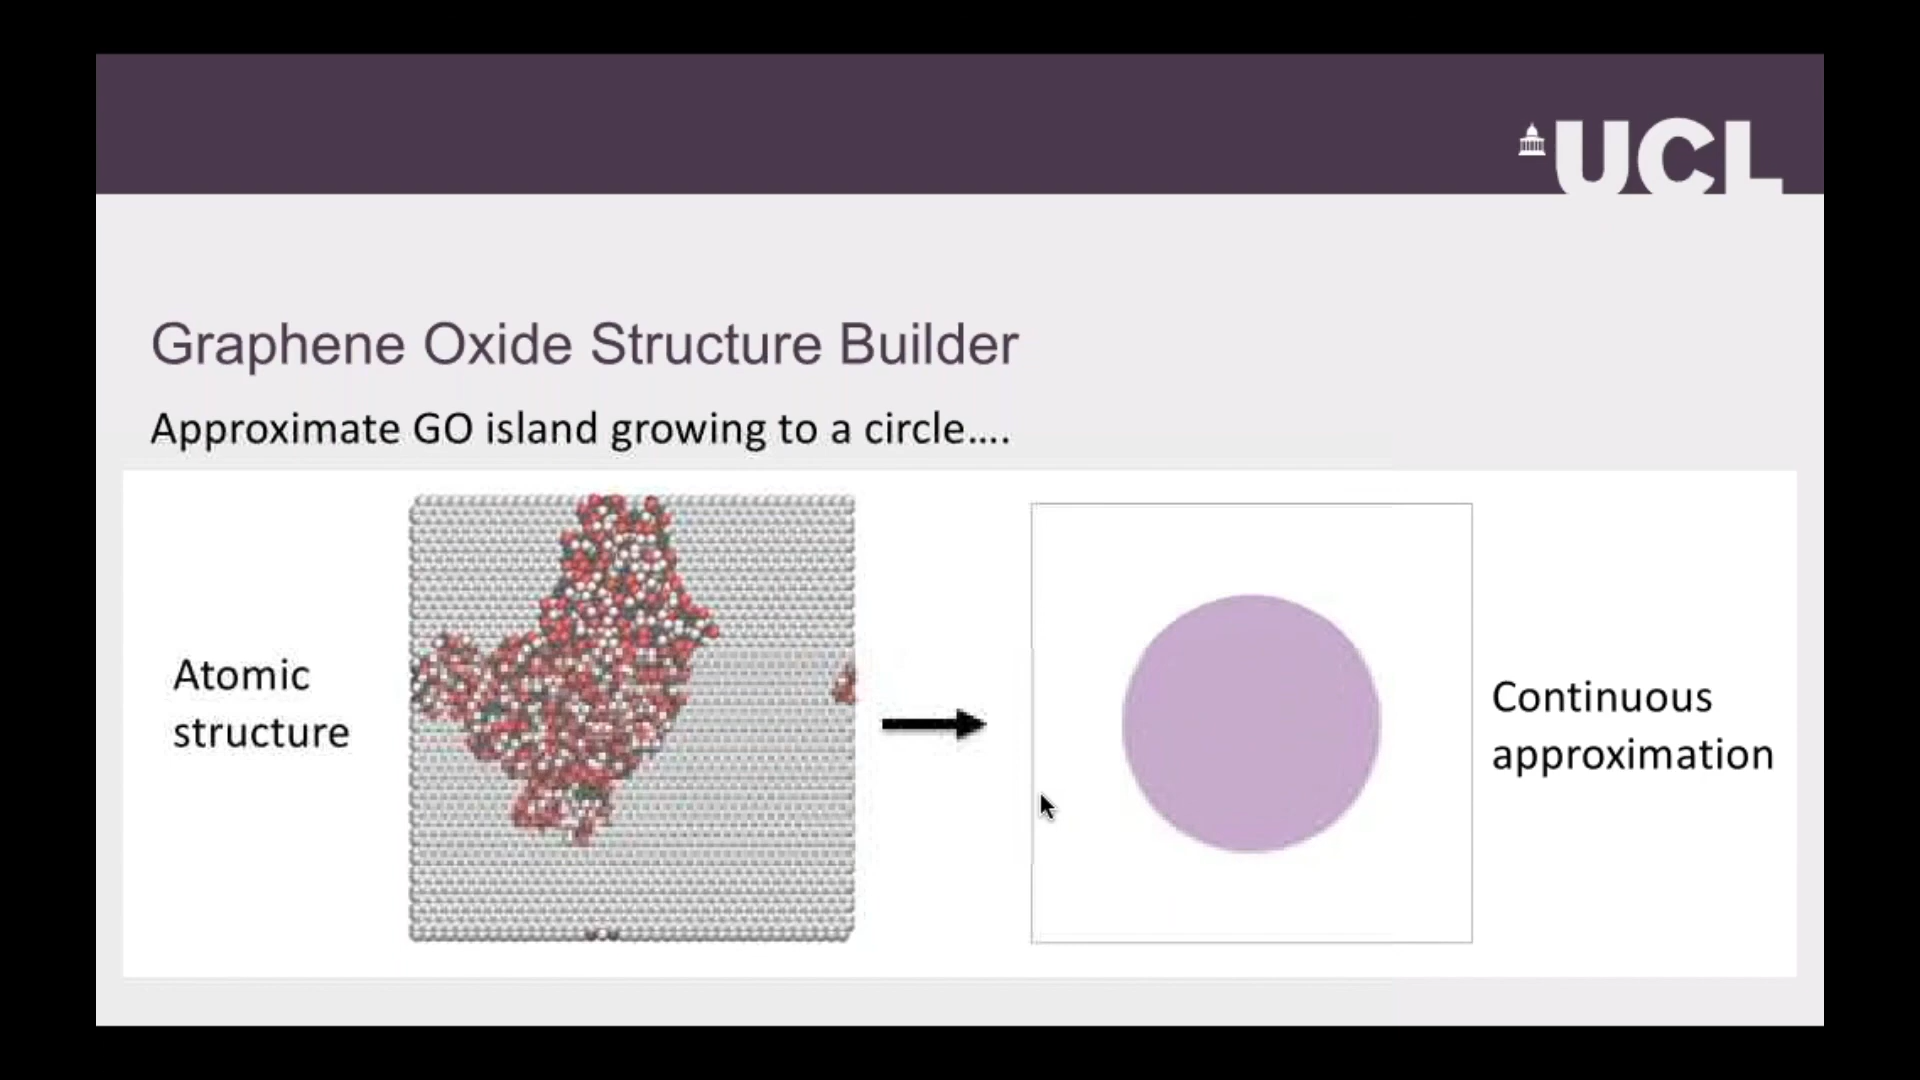 UCL
Graphene Oxide Structure Builder
Approximate GO island growing to a circle....
Atomic
structure
Continuous
approximation